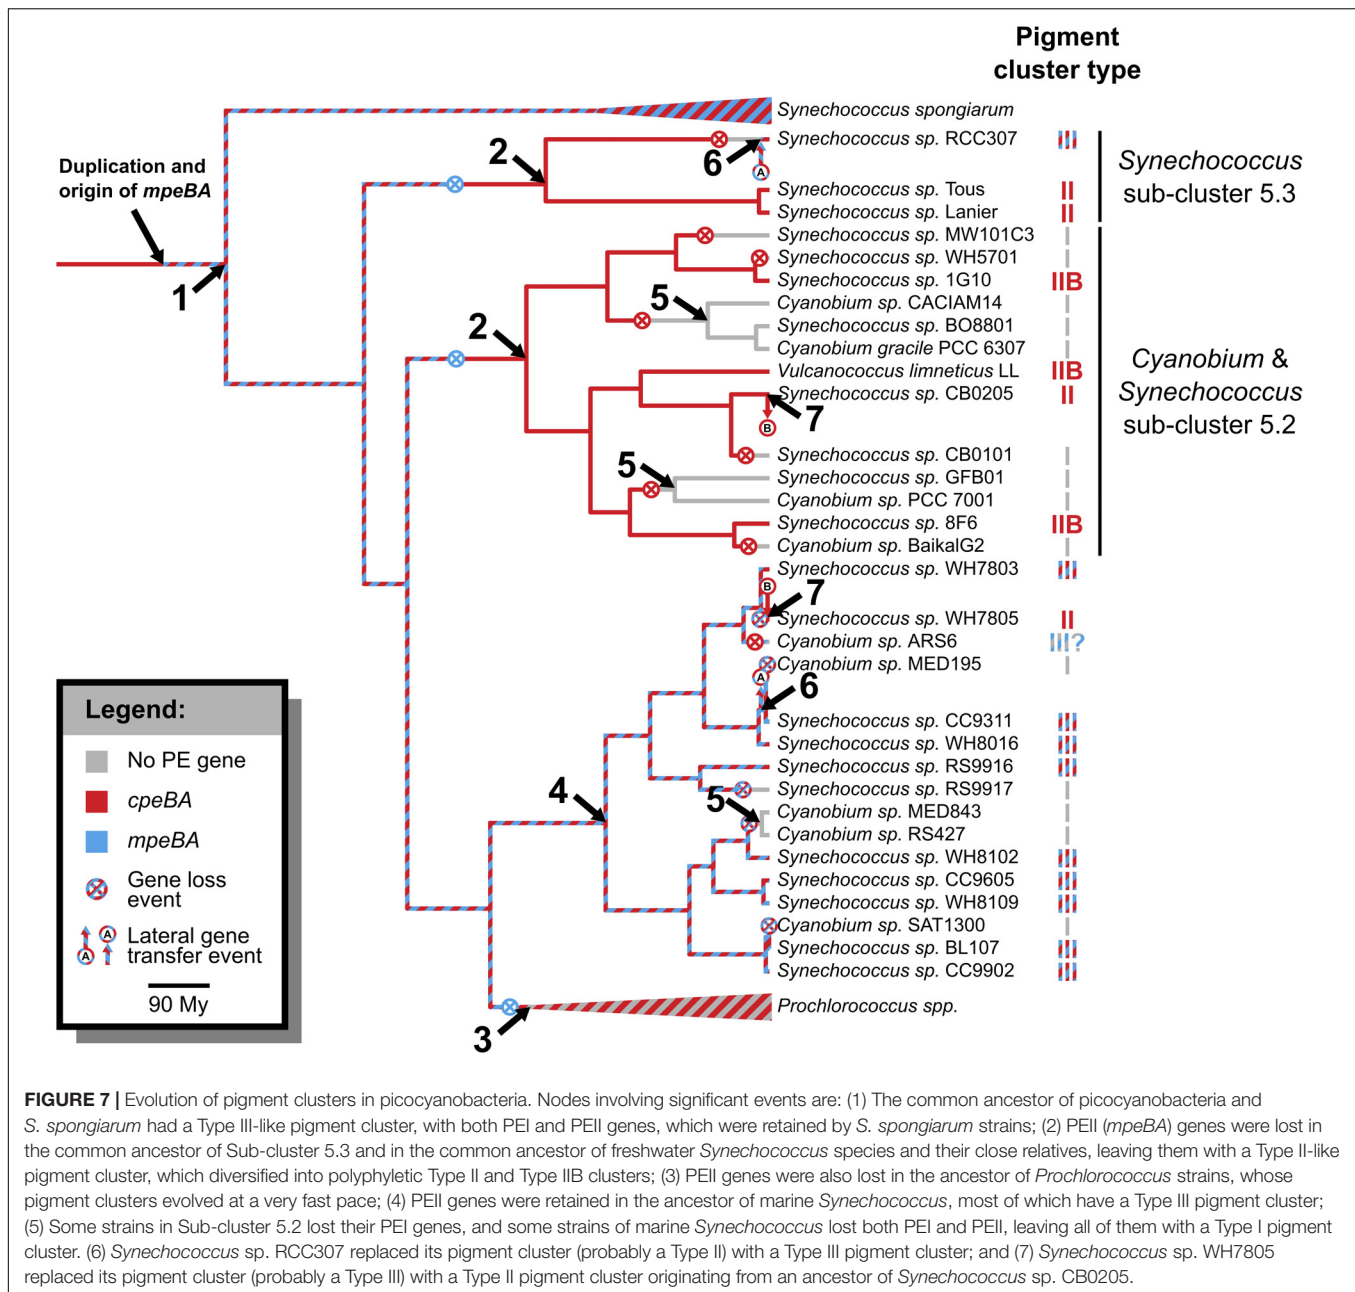 Pigment
cluster type
Synechococcus spongiarum
Synechococcus sp. RCC307
III
2
6
A
Duplication and
origin of mpeBA
1
Synechococcus
sub-cluster 5.3
Synechococcus sp. Tous
II
Synechococcus sp. Lanier
II
Synechococcus sp. MW101C3
I
Synechococcus sp. WH5701
I
Synechococcus sp. 1G10
IIB
5
Cyanobium sp. CACIAM14
I
Synechococcus sp. BO8801
I
2
Cyanobium gracile PCC 6307
I
Cyanobium &
Synechococcus
sub-cluster 5.2
Vulcanococcus limneticus LL
IIB
Synechococcus sp. CB0205
II
7
B
Synechococcus sp. CB0101
I
5
Synechococcus sp. GFB01
I
Cyanobium sp. PCC 7001
I
Synechococcus sp. 8F6
IIB
Cyanobium sp. BaikalG2
I
Synechococcus sp. WH7803
III
B
7
Synechococcus sp. WH7805
II
Cyanobium sp. ARS6
III?
Cyanobium sp. MED195
I
A
6
Synechococcus sp. CC9311
III
Synechococcus sp. WH8016
III
Synechococcus sp. RS9916
III
Synechococcus sp. RS9917
I
4
5
Cyanobium sp. MED843
I
Cyanobium sp. RS427
I
Synechococcus sp. WH8102
III
Synechococcus sp. CC9605
III
Synechococcus sp. WH8109
III
Cyanobium sp. SAT1300
I
Synechococcus sp. BL107
III
Synechococcus sp. CC9902
III
Prochlorococcus spp.
3
Legend:
No PE gene
cpeBA
mpeBA
Gene loss
event
A
A
Lateral gene
transfer event
90 My
FIGURE 7 | Evolution of pigment clusters in picocyanobacteria. Nodes involving significant events are: (1) The common ancestor of picocyanobacteria and
S. spongiarum had a Type III-like pigment cluster, with both PEI and PEII genes, which were retained by S. spongiarum strains; (2) PEII (mpeBA) genes were lost in
the common ancestor of Sub-cluster 5.3 and in the common ancestor of freshwater Synechococcus species and their close relatives, leaving them with a Type II-like
pigment cluster, which diversified into polyphyletic Type II and Type IIB clusters; (3) PEII genes were also lost in the ancestor of Prochlorococcus strains, whose
pigment clusters evolved at a very fast pace; (4) PEII genes were retained in the ancestor of marine Synechococcus, most of which have a Type III pigment cluster;
(5) Some strains in Sub-cluster 5.2 lost their PEI genes, and some strains of marine Synechococcus lost both PEI and PEII, leaving all of them with a Type I pigment
cluster. (6) Synechococcus sp. RCC307 replaced its pigment cluster (probably a Type II) with a Type III pigment cluster; and (7) Synechococcus sp. WH7805
replaced its pigment cluster (probably a Type III) with a Type II pigment cluster originating from an ancestor of Synechococcus sp. CB0205.